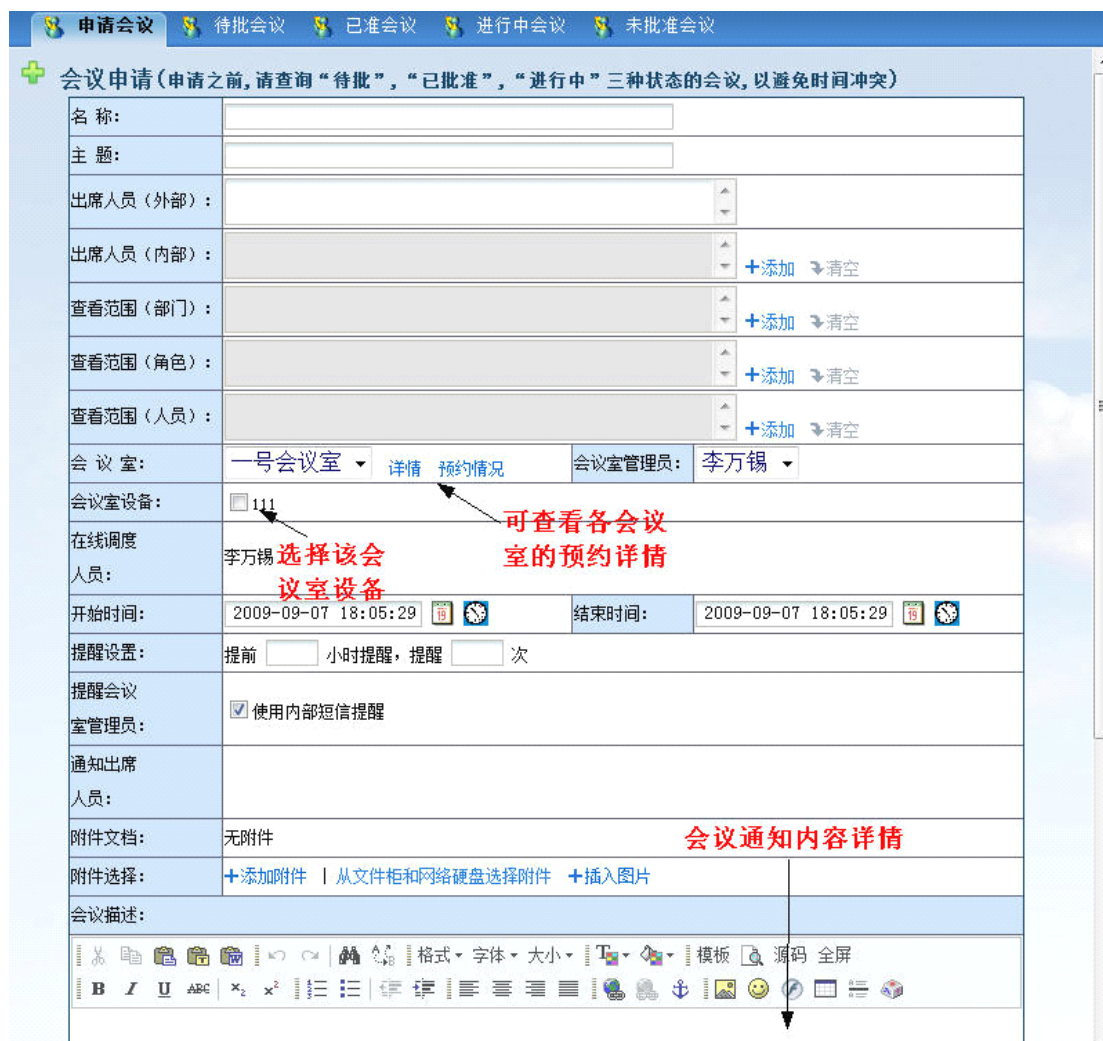 申请会议 待批会议 已准会议 进行中会议 未批准会议
会议申请(申请之前,请查询“待批”,“已批准”,“进行中”三种状态的会议,以避免时间冲突)
名 称:
主 题:
出席人员（外部）:
出席人员（内部）: +添加 清空
查看范围（部门）: +添加 清空
查看范围（角色）: +添加 清空
查看范围（人员）: +添加 清空
会 议 室: 一号会议室 详情 预约情况 会议室管理员: 李万锡
会议室设备: 111
可查看各会议
室的预约详情
在线调度
人员:
李万锡
选择该会
议室设备
开始时间: 2009-09-07 18:05:29 19 结束时间: 2009-09-07 18:05:29 19
提醒设置: 提前 小时提醒，提醒 次
提醒会议
室管理员:
使用内部短信提醒
通知出席
人员:
附件文档: 无附件
会议通知内容详情
附件选择: +添加附件 | 从文件柜和网络硬盘选择附件 +插入图片
会议描述:
格式 字体 大小 模板 源码 全屏
B I U ABC ×₂ ×²